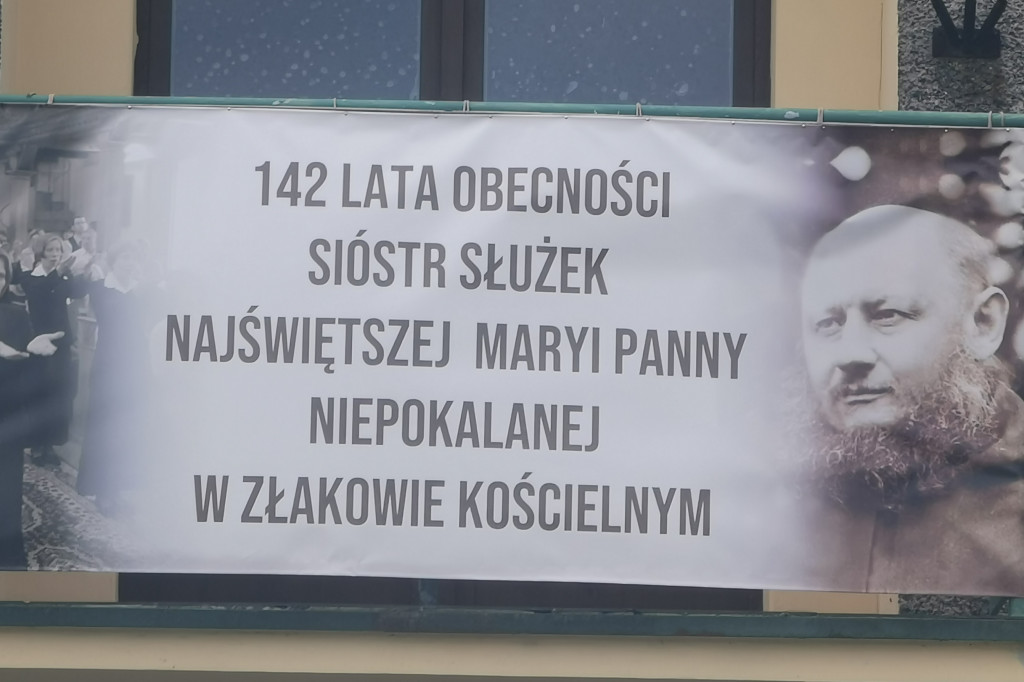 142 LATA OBECNOŚCI
SIÓSTR SŁUŻEK
NAJŚWIĘTSZEJ MARYI PANNY
NIEPOKALANEJ
W ZŁAKOWIE KOŚCIELNYM